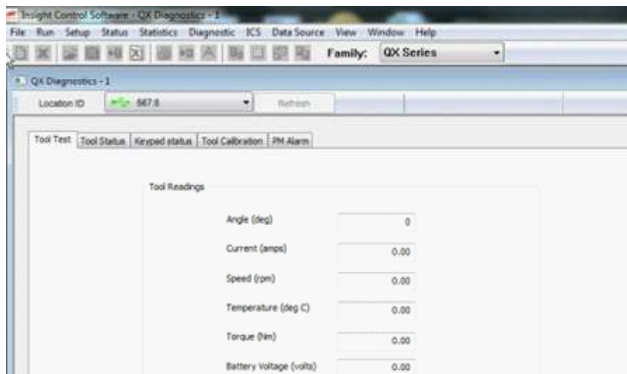 Insight Control Software - QX Diagnostics - 1
File Run Setup Status Statistics Diagnostic ICS Data Source View Window Help
Family: QX Series
QX Diagnostics - 1
Location ID 667.8 Refresh
Tool Test Tool Status Keypad status Tool Calibration PM Alarm
Tool Readings
Angle (deg) 0
Current (amps) 0.00
Speed (rpm) 0.00
Temperature (deg C) 0.00
Torque (Nm) 0.00
Battery Voltage (volts) 0.00